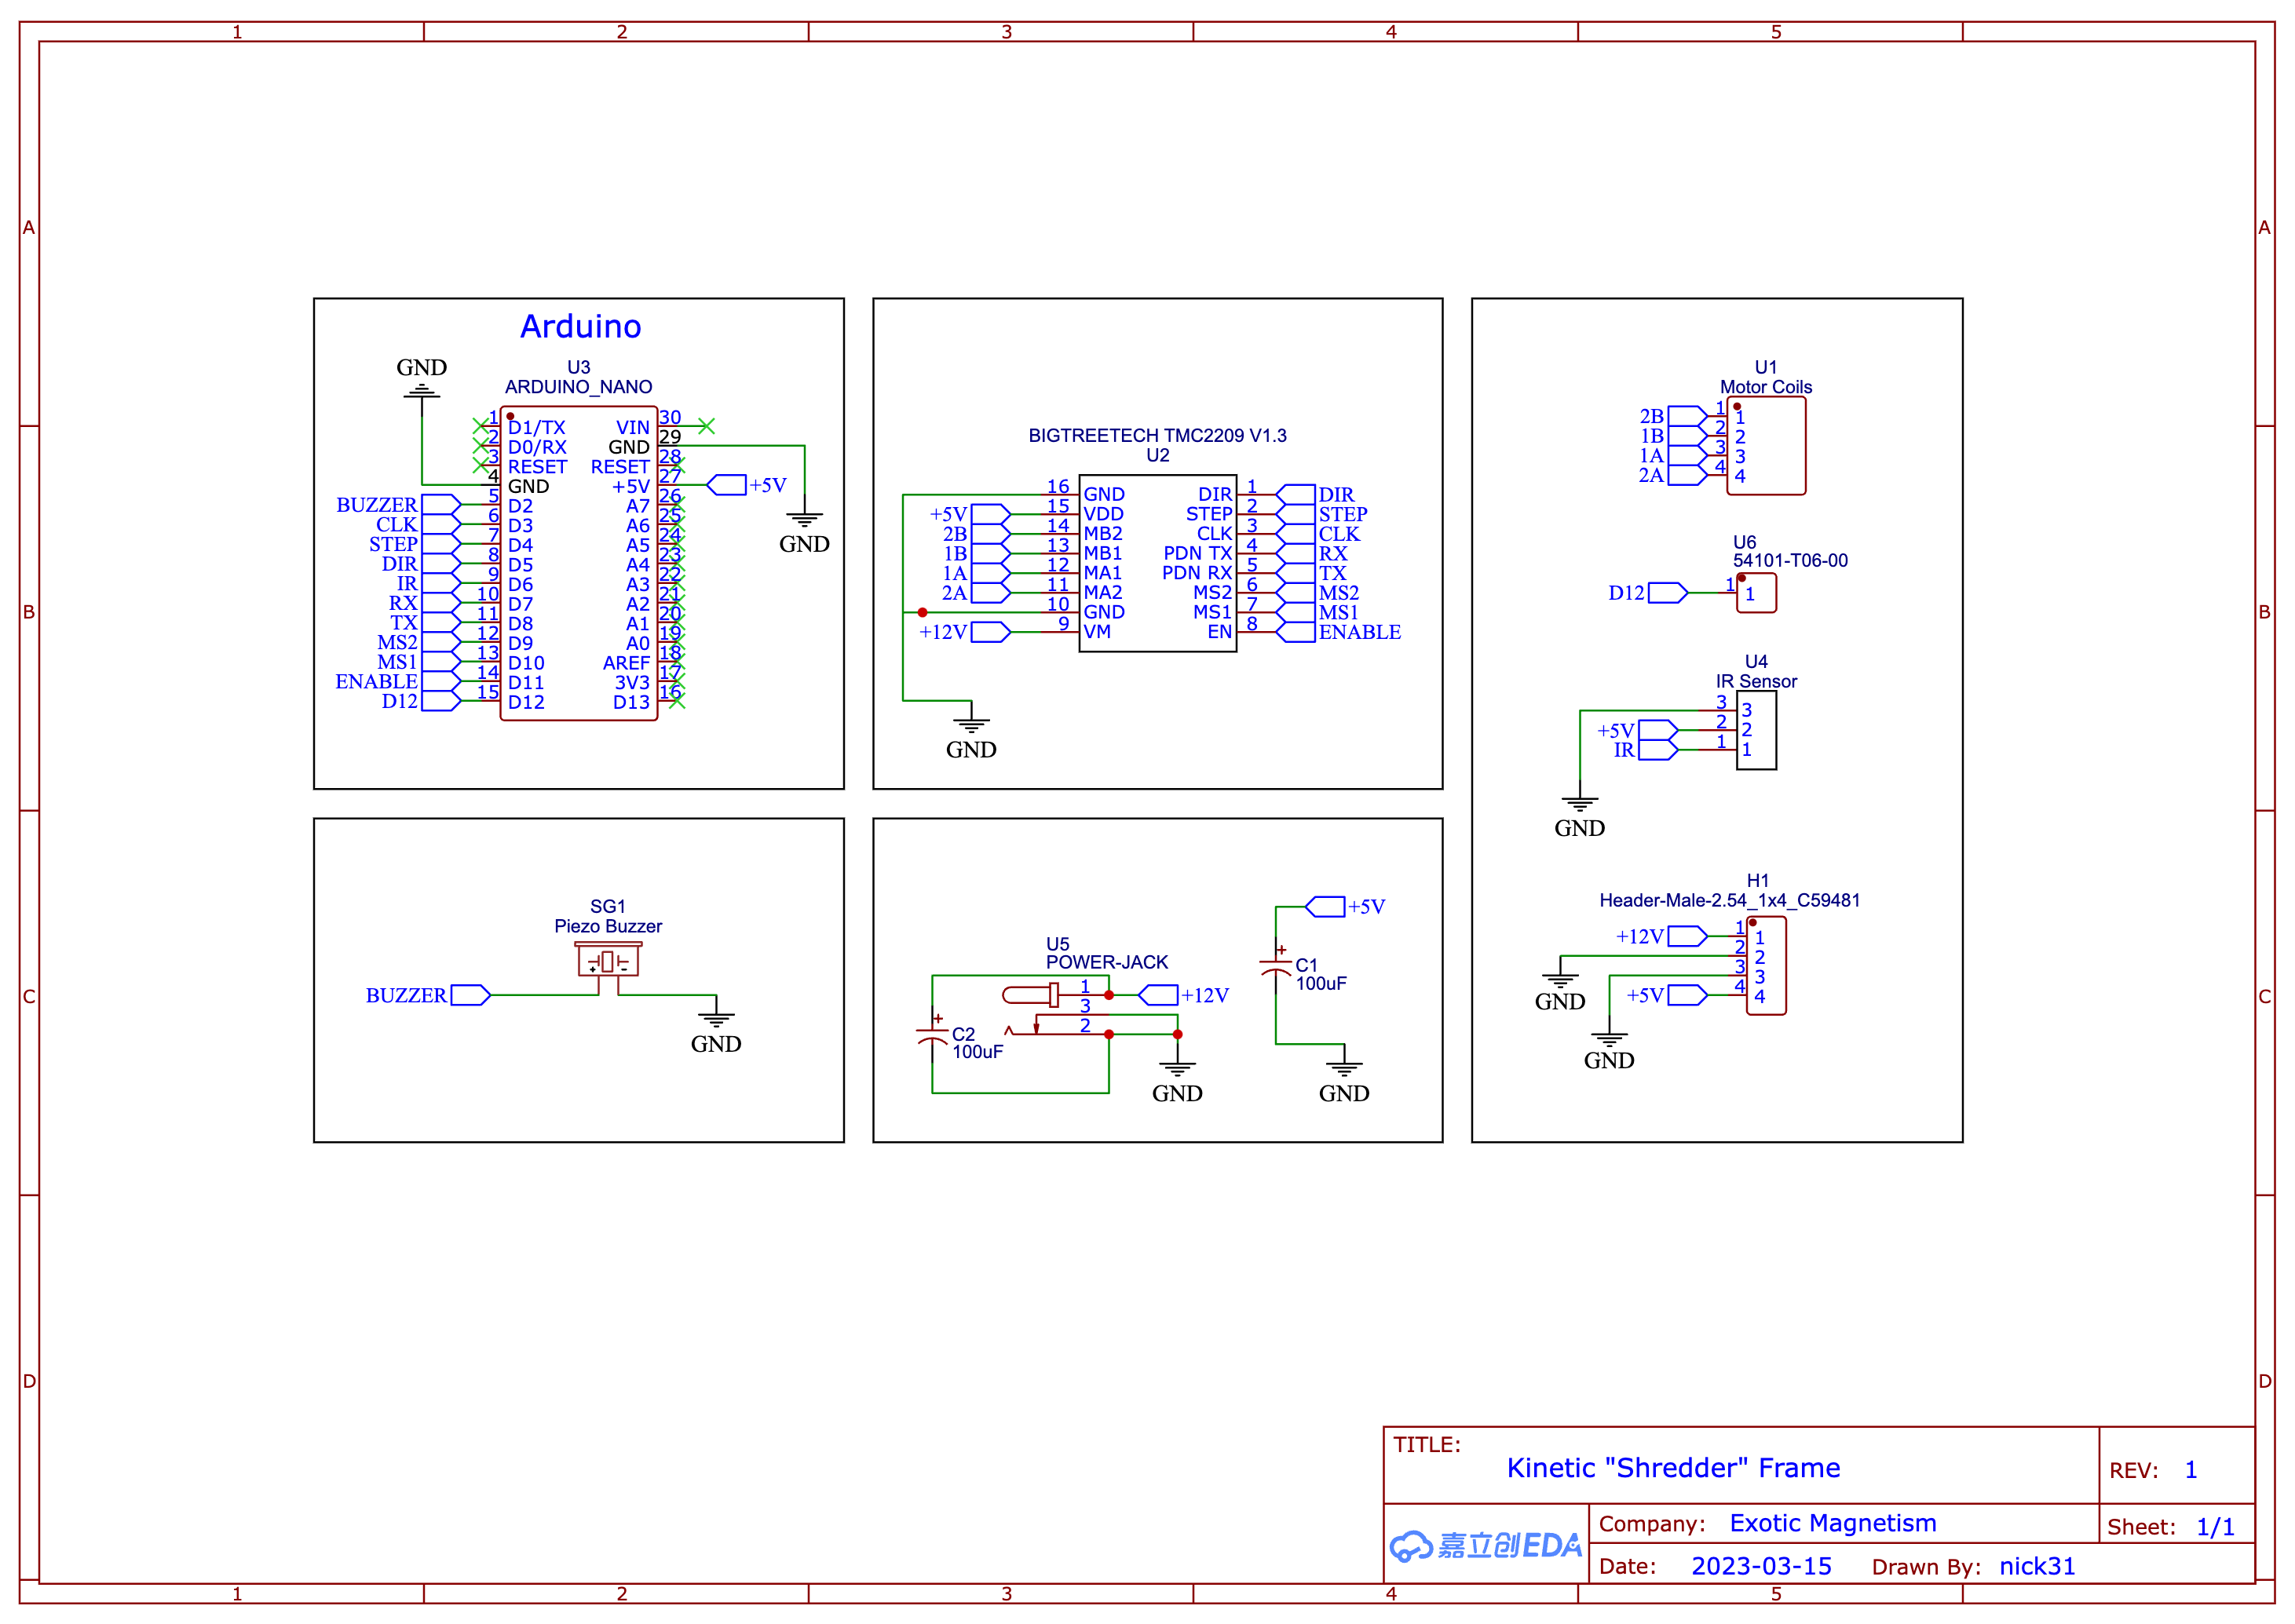 1 2 3 4 5
A A
B B
C C
D D
Arduino
GND
U3
ARDUINO_NANO
1 D1/TX VIN 30
2 D0/RX GND 29
3 RESET RESET 28
4 GND +5V 27 +5V
BUZZER 5 D2 A7 26
CLK 6 D3 A6 25
STEP 7 D4 A5 24
DIR 8 D5 A4 23
IR 9 D6 A3 22
RX 10 D7 A2 21
TX 11 D8 A1 20
MS2 12 D9 A0 19
MS1 13 D10 AREF 18
ENABLE 14 D11 3V3 17
D12 15 D12 D13 16
GND
BIGTREETECH TMC2209 V1.3
U2
16 GND DIR 1 DIR
+5V 15 VDD STEP 2 STEP
2B 14 MB2 CLK 3 CLK
1B 13 MB1 PDN TX 4 RX
1A 12 MA1 PDN RX 5 TX
2A 11 MA2 MS2 6 MS2
10 GND MS1 7 MS1
+12V 9 VM EN 8 ENABLE
GND
U1
Motor Coils
2B 1 1
1B 2 2
1A 3 3
2A 4 4
U6
54101-T06-00
D12 1 1
U4
IR Sensor
3 3
+5V 2 2
IR 1 1
GND
H1
Header-Male-2.54_1x4_C59481
+12V 1 1
2 2
3 3
+5V 4 4
GND
GND
SG1
Piezo Buzzer
+ -
BUZZER
GND
U5
POWER-JACK
1 +12V
3
2
+
C2
100uF
GND
+5V
+
C1
100uF
GND
TITLE:
Kinetic "Shredder" Frame
REV: 1
嘉立创EDA
Company: Exotic Magnetism
Sheet: 1/1
Date: 2023-03-15 Drawn By: nick31
1 2 3 4 5